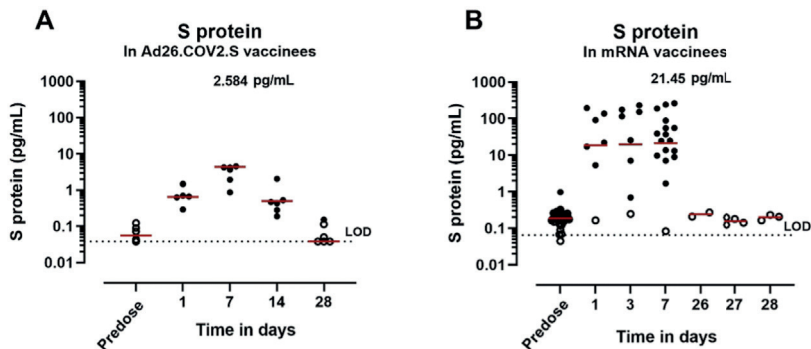 A
S protein
In Ad26.COV2.S vaccinees
2.584 pg/mL
S protein (pg/mL)
1000
100
10
1
0.1
0.01
LOD
Predose
1
7
14
28
Time in days
B
S protein
In mRNA vaccinees
21.45 pg/mL
S protein (pg/mL)
1000
100
10
1
0.1
0.01
LOD
Predose
1
3
7
26
27
28
Time in days